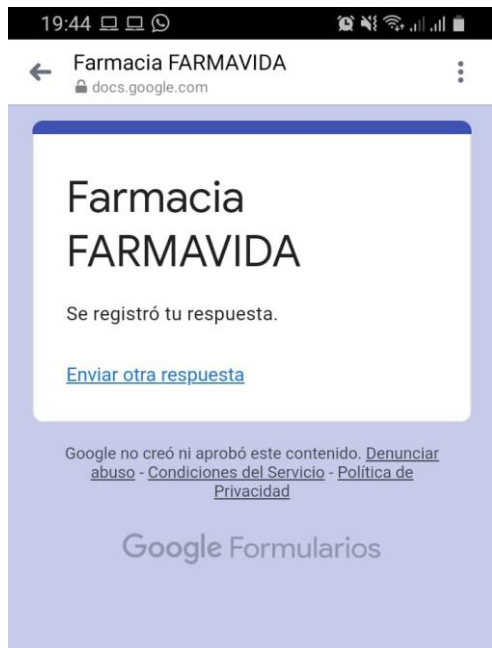 19:44
Farmacia FARMAVIDA
docs.google.com
Farmacia
FARMAVIDA
Se registró tu respuesta.
Enviar otra respuesta
Google no creó ni aprobó este contenido. Denunciar
abuso - Condiciones del Servicio - Política de
Privacidad
Google Formularios